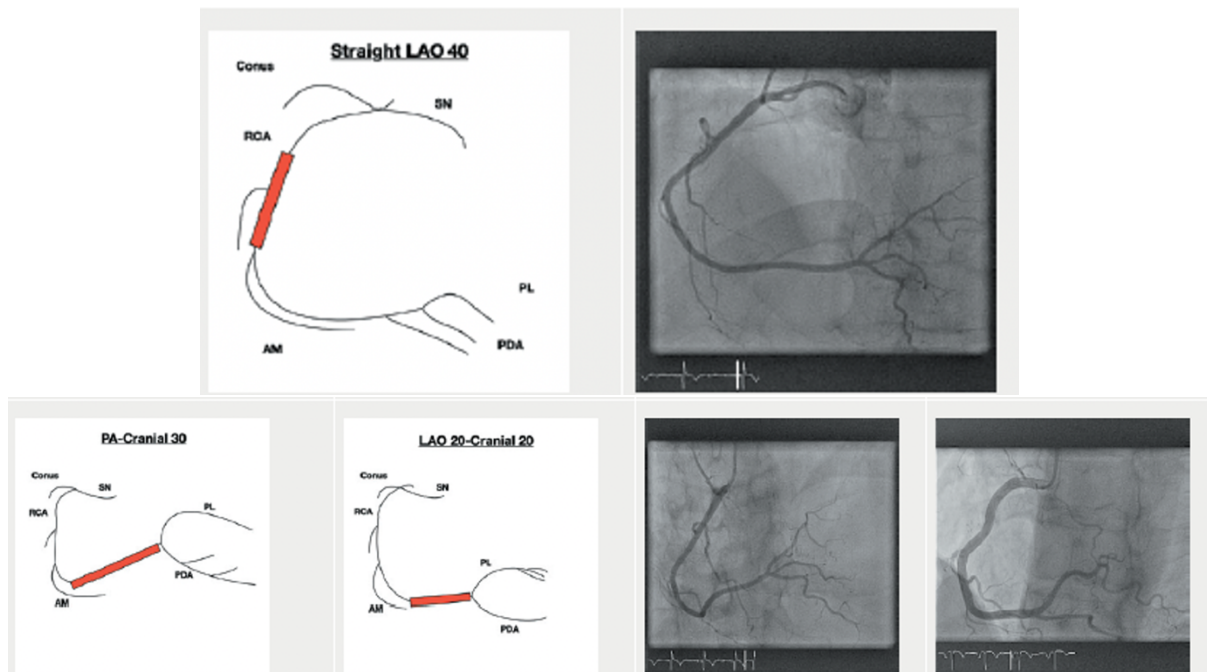 Straight LAO 40
Conus
SN
RCA
PL
PDA
AM
PA-Cranial 30
Conus
SN
RCA
PL
PDA
AM
LAO 20-Cranial 20
Conus
SN
RCA
PL
AM
PDA